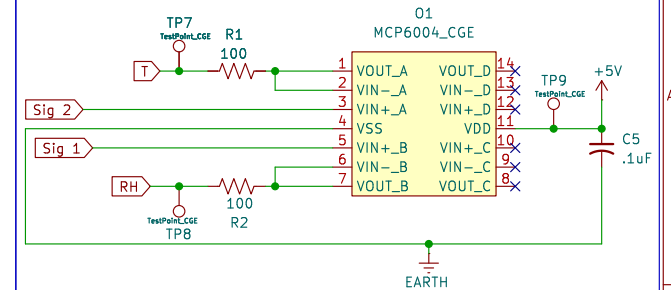 O1
MCP6004_CGE
TP7
TestPoint_CGE
R1
100
T
1
VOUT_A
VOUT_D
14
2
VIN-_A
VIN-_D
13
Sig 2
3
VIN+_A
VIN+_D
12
4
VSS
VDD
11
Sig 1
5
VIN+_B
VIN+_C
10
6
VIN-_B
VIN-_C
9
RH
7
VOUT_B
VOUT_C
8
100
R2
TestPoint_CGE
TP8
TP9
TestPoint_CGE
+5V
C5
.1uF
EARTH